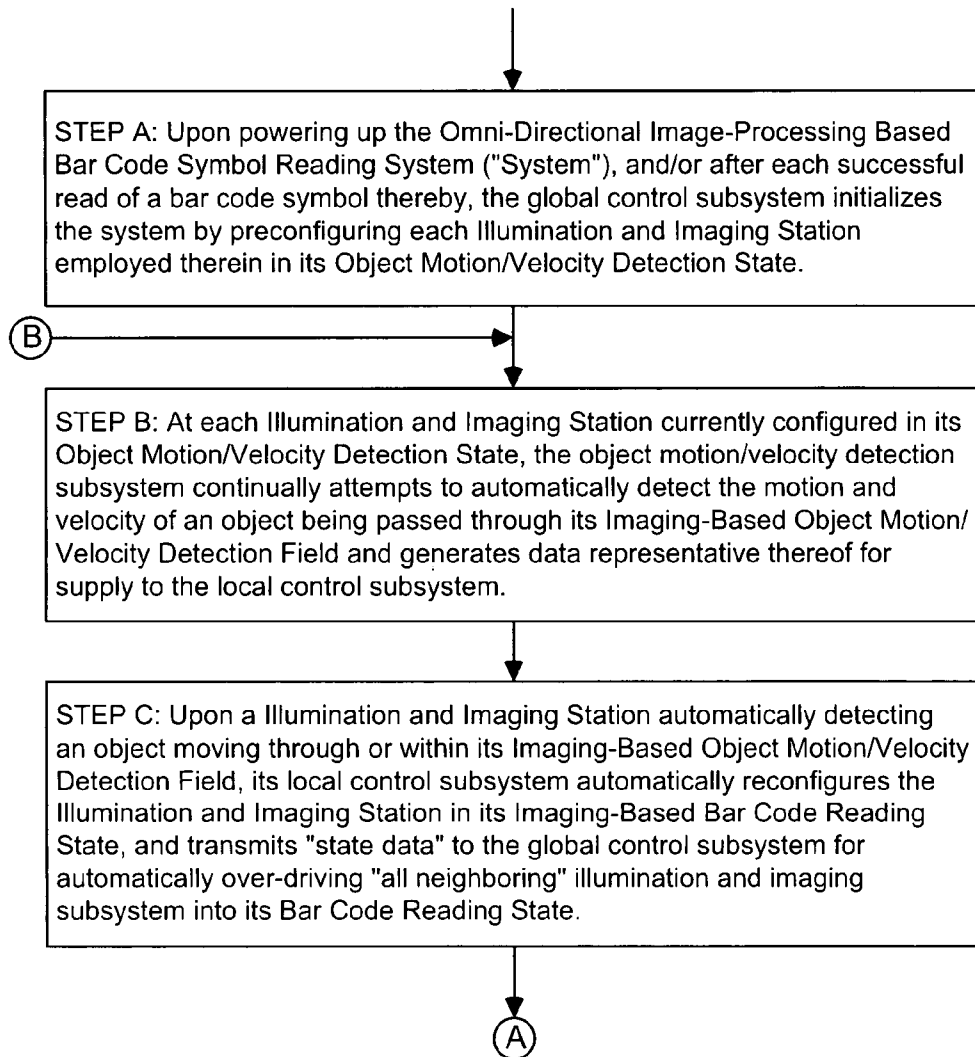 STEP A: Upon powering up the Omni-Directional Image-Processing Based
Bar Code Symbol Reading System ("System"), and/or after each successful
read of a bar code symbol thereby, the global control subsystem initializes
the system by preconfiguring each Illumination and Imaging Station
employed therein in its Object Motion/Velocity Detection State.
B
STEP B: At each Illumination and Imaging Station currently configured in its
Object Motion/Velocity Detection State, the object motion/velocity detection
subsystem continually attempts to automatically detect the motion and
velocity of an object being passed through its Imaging-Based Object Motion/
Velocity Detection Field and generates data representative thereof for
supply to the local control subsystem.
STEP C: Upon a Illumination and Imaging Station automatically detecting
an object moving through or within its Imaging-Based Object Motion/Velocity
Detection Field, its local control subsystem automatically reconfigures the
Illumination and Imaging Station in its Imaging-Based Bar Code Reading
State, and transmits "state data" to the global control subsystem for
automatically over-driving "all neighboring" illumination and imaging
subsystem into its Bar Code Reading State.
A